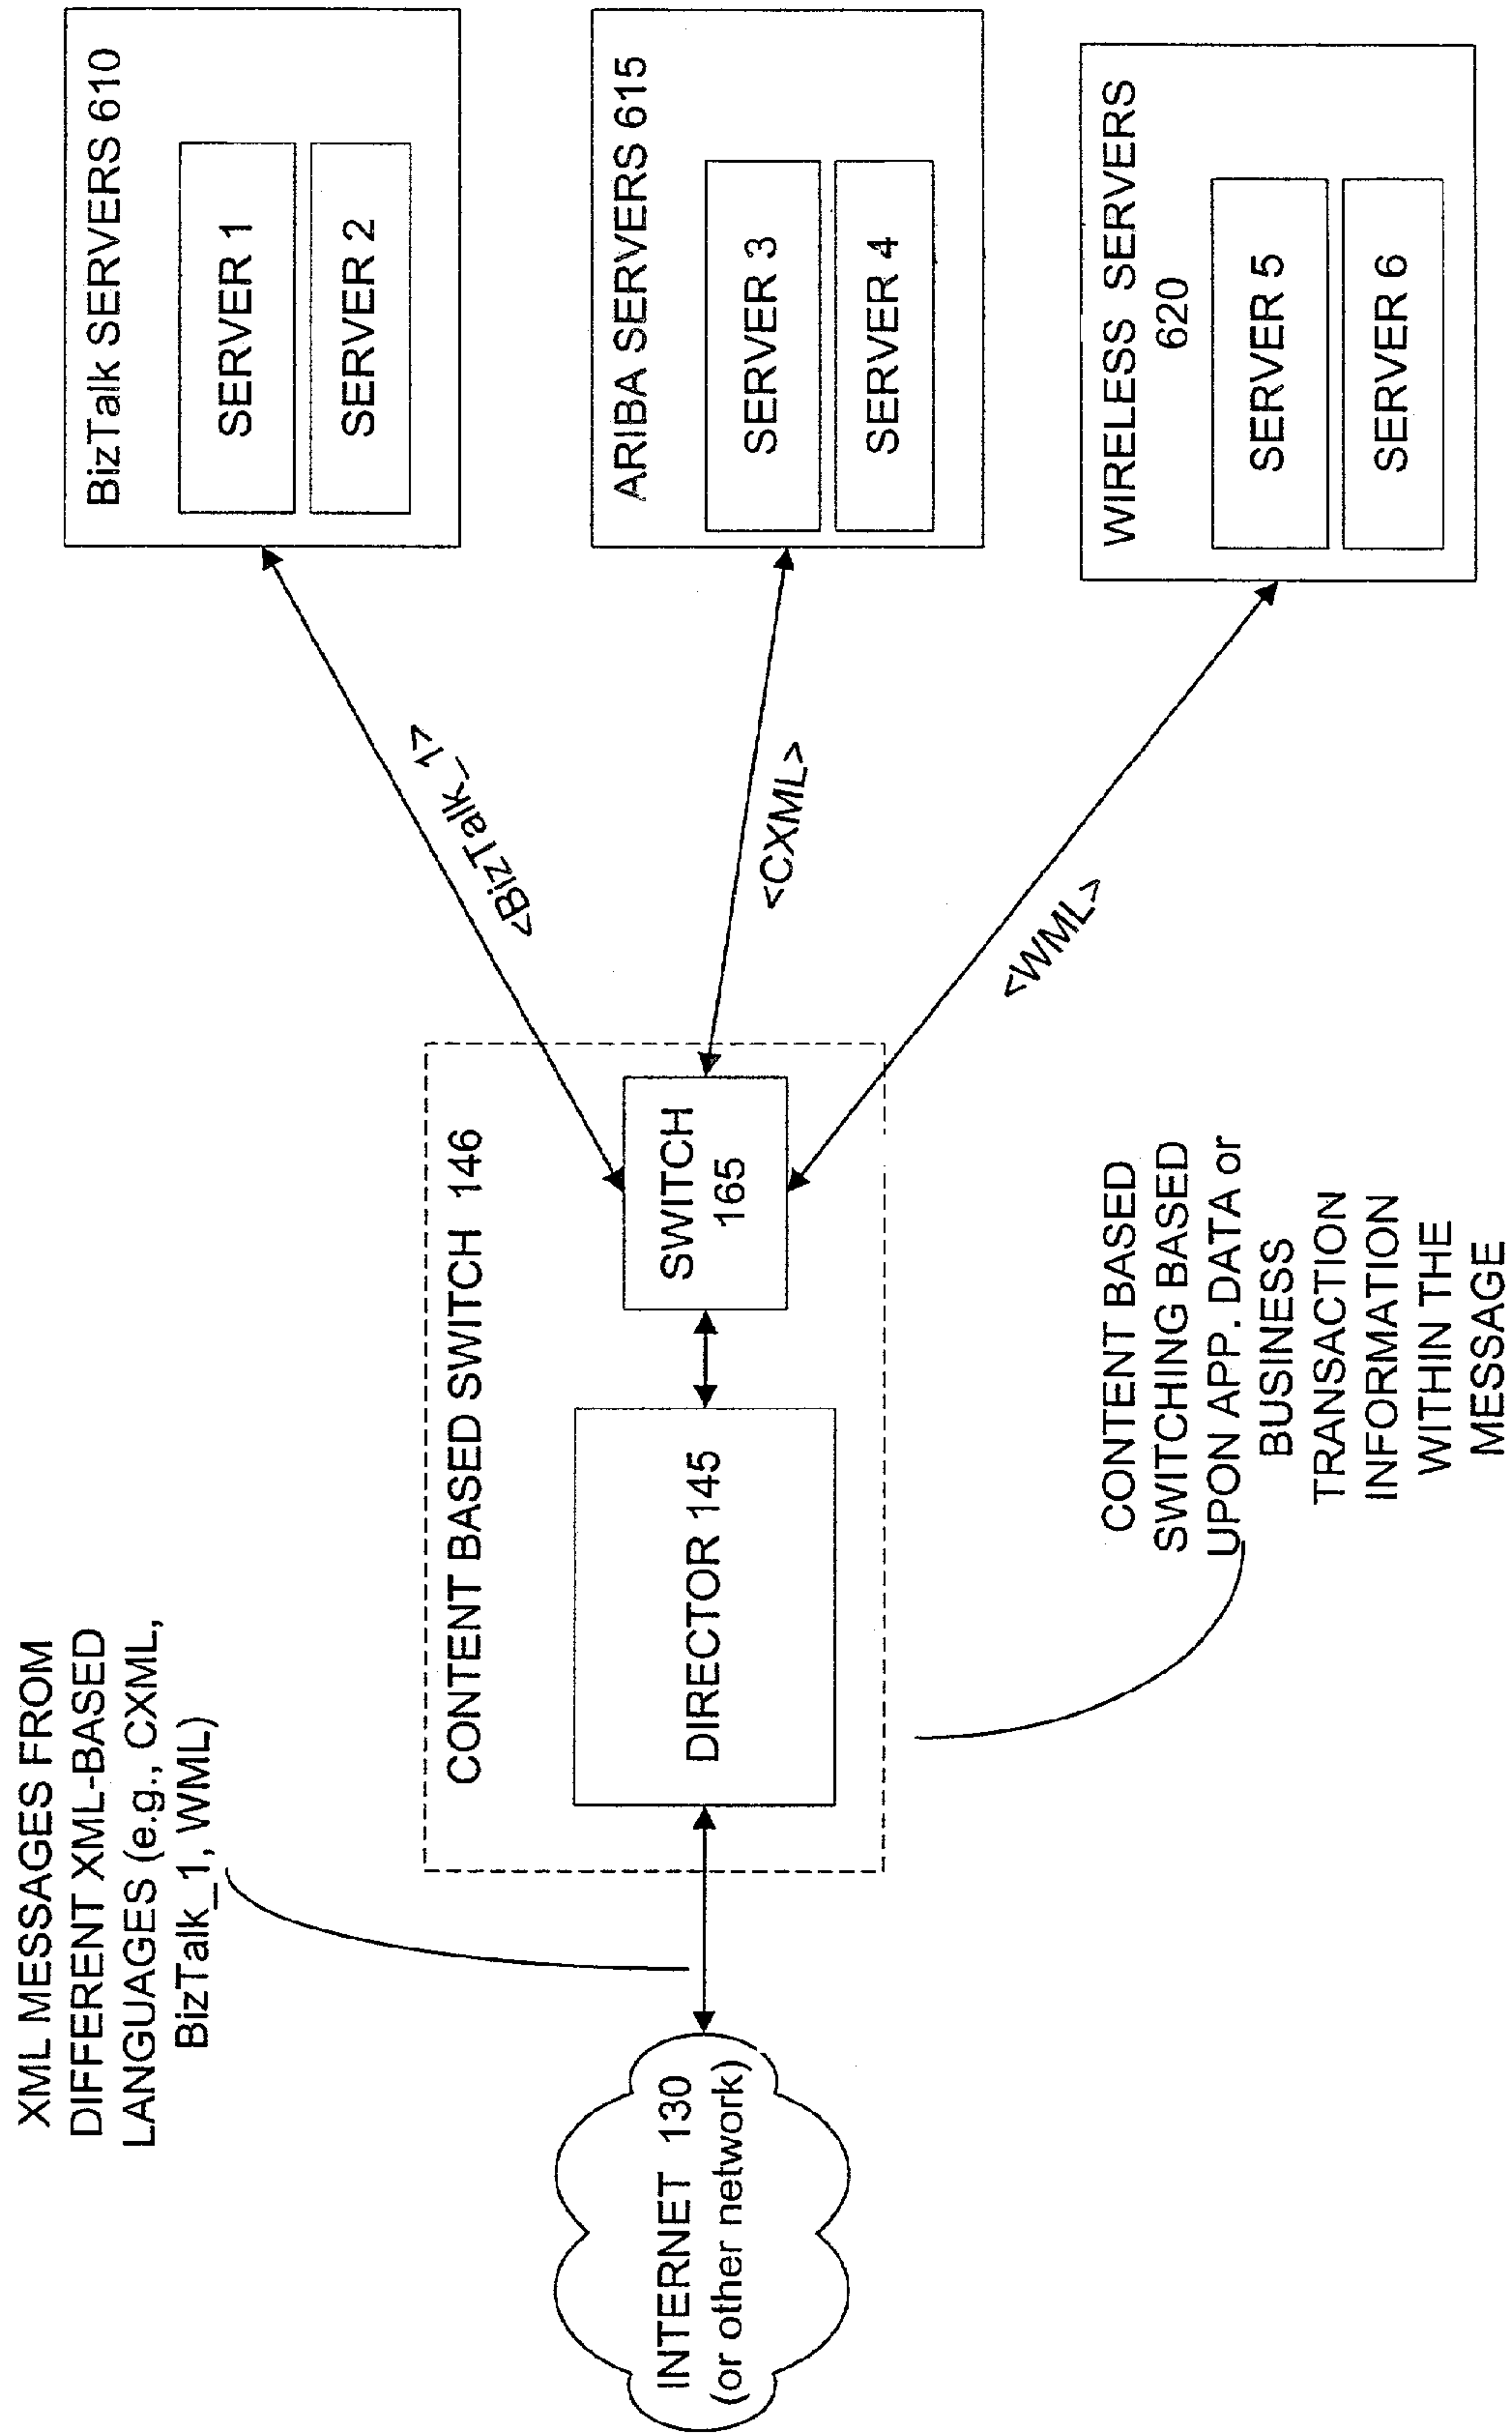 XML MESSAGES FROM
DIFFERENT XML-BASED
LANGUAGES (e.g., CXML,
BizTalk_1, WML)
INTERNET 130
(or other network)
CONTENT BASED SWITCH 146
DIRECTOR 145
SWITCH
165
CONTENT BASED
SWITCHING BASED
UPON APP. DATA or
BUSINESS
TRANSACTION
INFORMATION
WITHIN THE
MESSAGE
<BizTalk_1>
<CXML>
<WML>
BizTalk SERVERS 610
SERVER 1
SERVER 2
ARIBA SERVERS 615
SERVER 3
SERVER 4
WIRELESS SERVERS
620
SERVER 5
SERVER 6